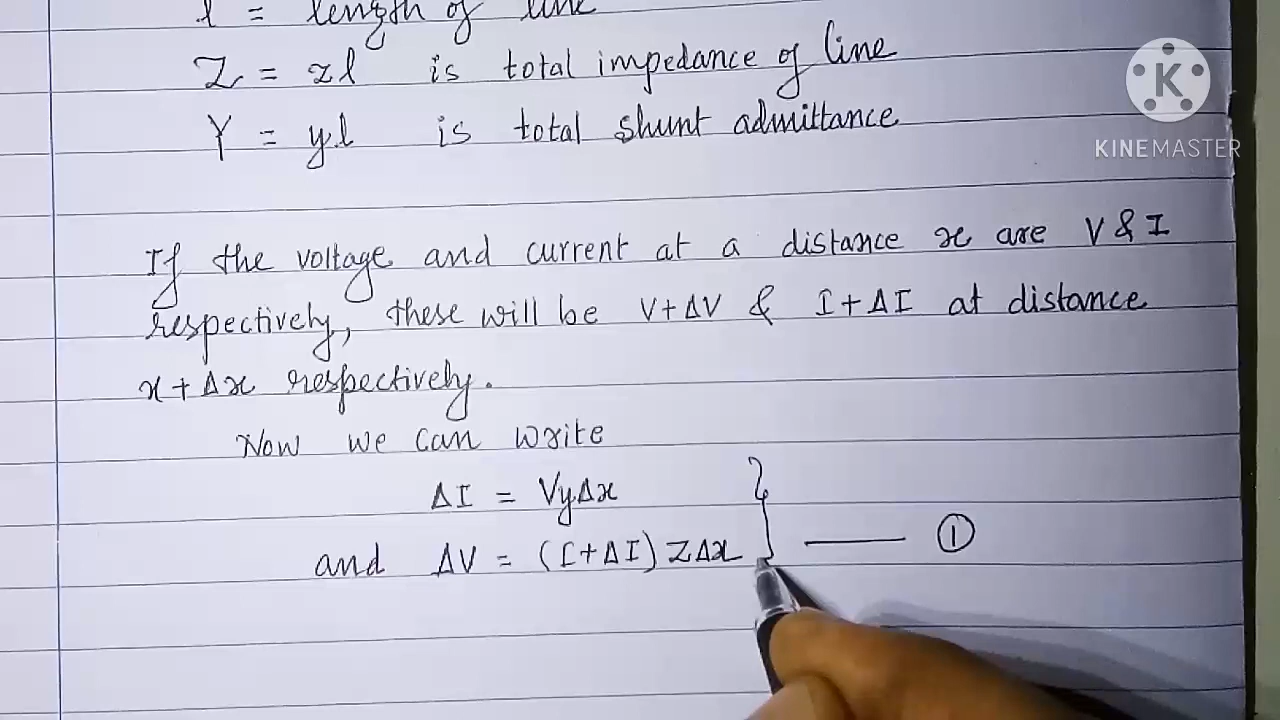 l = length of line
Z = zl is total impedance of line
Y = yl is total shunt admittance
K
KINEMASTER
If the voltage and current at a distance x are V & I
respectively, these will be V+ΔV & I+ΔI at distance
x+Δx respectively.
Now we can write
ΔI = VyΔx
and ΔV = (I+ΔI) ZΔx } —— ①